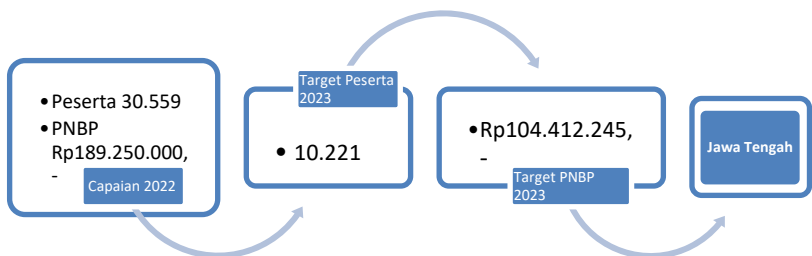 • Peserta 30.559
• PNBP
Rp189.250.000,
-
Capaian 2022
Target Peserta
2023
• 10.221
• Rp104.412.245,
-
Target PNBP
2023
Jawa Tengah